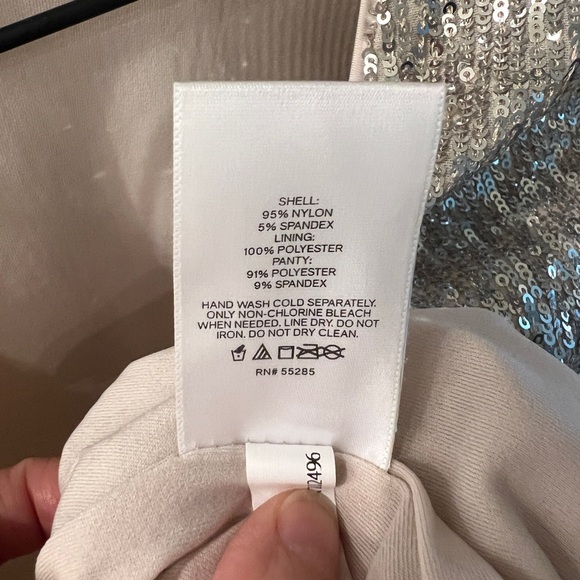 SHELL:
95% NYLON
5% SPANDEX
LINING:
100% POLYESTER
PANTY:
91% POLYESTER
9% SPANDEX
HAND WASH COLD SEPARATELY.
ONLY NON-CHLORINE BLEACH
WHEN NEEDED. LINE DRY. DO NOT
IRON. DO NOT DRY CLEAN.
RN# 55285